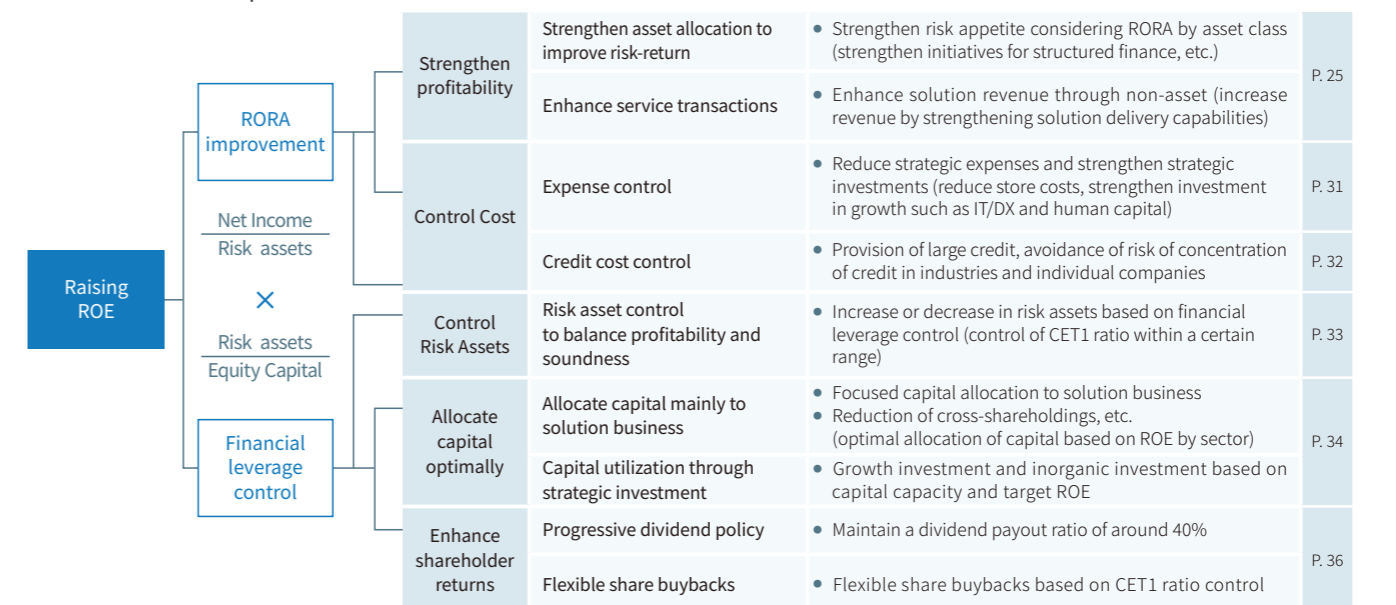 Raising
ROE
RORA
improvement
Net Income
Risk assets
×
Risk assets
Equity Capital
Financial
leverage
control
Strengthen
profitability
Strengthen asset allocation to
improve risk-return
• Strengthen risk appetite considering RORA by asset class
(strengthen initiatives for structured finance, etc.)
P. 25
Enhance service transactions
• Enhance solution revenue through non-asset (increase
revenue by strengthening solution delivery capabilities)
Control Cost
Expense control
• Reduce strategic expenses and strengthen strategic
investments (reduce store costs, strengthen investment
in growth such as IT/DX and human capital)
P. 31
Credit cost control
• Provision of large credit, avoidance of risk of concentration
of credit in industries and individual companies
P. 32
Control
Risk Assets
Risk asset control
to balance profitability and
soundness
• Increase or decrease in risk assets based on financial
leverage control (control of CET1 ratio within a certain
range)
P. 33
Allocate
capital
optimally
Allocate capital mainly to
solution business
• Focused capital allocation to solution business
• Reduction of cross-shareholdings, etc.
(optimal allocation of capital based on ROE by sector)
P. 34
Capital utilization through
strategic investment
• Growth investment and inorganic investment based on
capital capacity and target ROE
Enhance
shareholder
returns
Progressive dividend policy
• Maintain a dividend payout ratio of around 40%
P. 36
Flexible share buybacks
• Flexible share buybacks based on CET1 ratio control